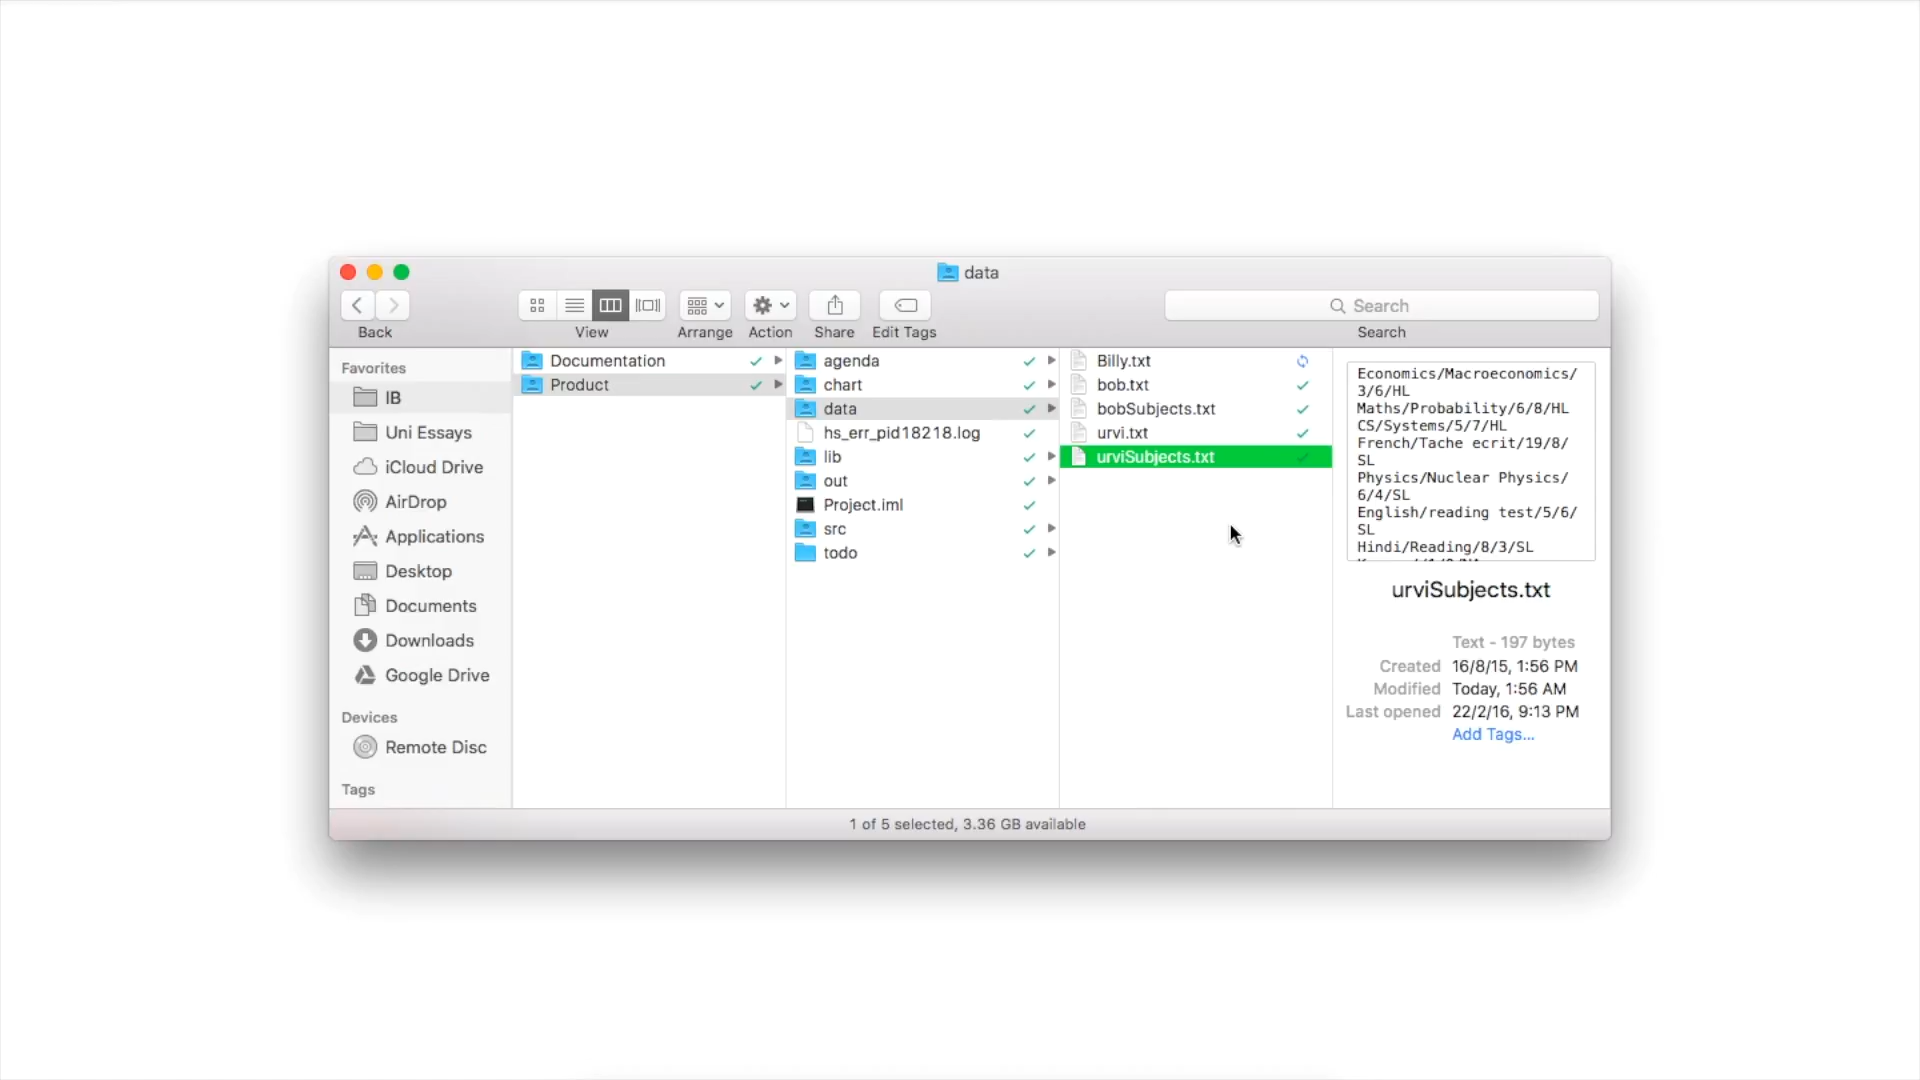 data
Search
Back
View
Arrange
Action
Share
Edit Tags
Search
Favorites
IB
Uni Essays
iCloud Drive
AirDrop
Applications
Desktop
Documents
Downloads
Google Drive
Devices
Remote Disc
Tags
Documentation
Product
agenda
chart
data
hs_err_pid18218.log
lib
out
Project.iml
src
todo
Billy.txt
bob.txt
bobSubjects.txt
urvi.txt
urviSubjects.txt
Economics/Macroeconomics/
3/6/HL
Maths/Probability/6/8/HL
CS/Systems/5/7/HL
French/Tache ecrit/19/8/
SL
Physics/Nuclear Physics/
6/4/SL
English/reading test/5/6/
SL
Hindi/Reading/8/3/SL
urviSubjects.txt
Text - 197 bytes
Created 16/8/15, 1:56 PM
Modified Today, 1:56 AM
Last opened 22/2/16, 9:13 PM
Add Tags...
1 of 5 selected, 3.36 GB available